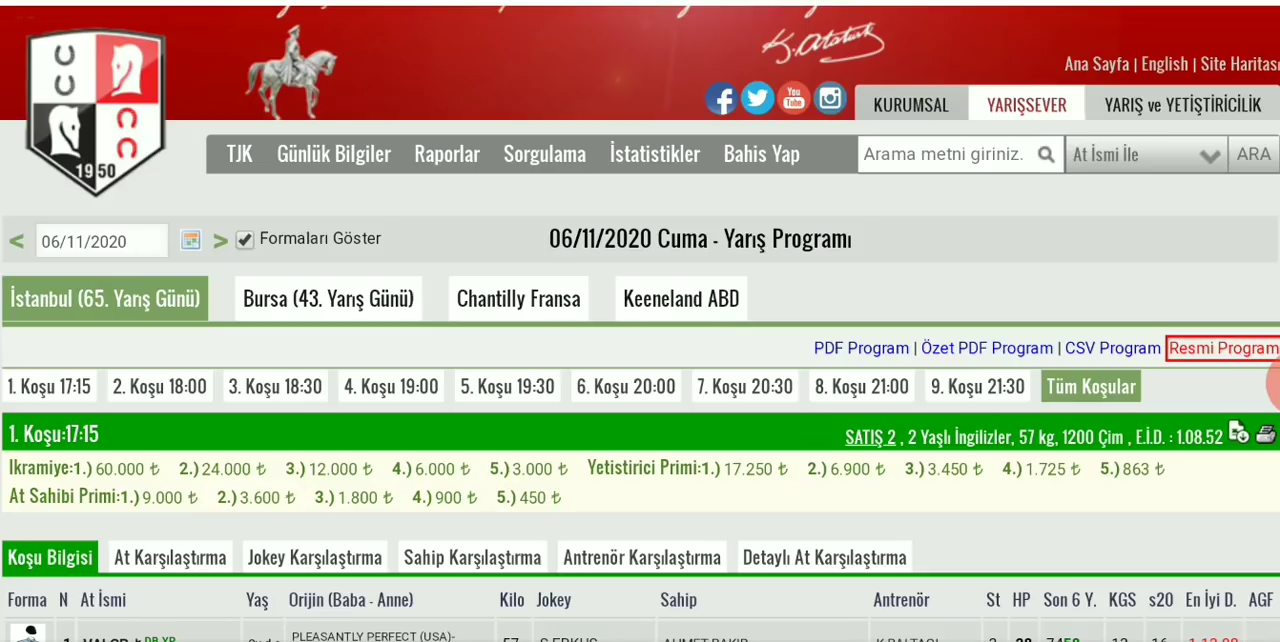 K. Atatürk
Ana Sayfa | English | Site Haritası
You Tube
KURUMSAL YARIŞSEVER YARIŞ ve YETİŞTİRİCİLİK
1950
TJK Günlük Bilgiler Raporlar Sorgulama İstatistikler Bahis Yap Arama metni giriniz. At İsmi İle ARA
< 06/11/2020 > Formaları Göster 06/11/2020 Cuma - Yarış Programı
İstanbul (65. Yarış Günü) Bursa (43. Yarış Günü) Chantilly Fransa Keeneland ABD
PDF Program | Özet PDF Program | CSV Program Resmi Program
1. Koşu 17:15 2. Koşu 18:00 3. Koşu 18:30 4. Koşu 19:00 5. Koşu 19:30 6. Koşu 20:00 7. Koşu 20:30 8. Koşu 21:00 9. Koşu 21:30 Tüm Koşular
1. Koşu:17:15 SATIŞ 2 , 2 Yaşlı İngilizler, 57 kg, 1200 Çim , E.İ.D. : 1.08.52
Ikramiye:1.) 60.000 ₺ 2.) 24.000 ₺ 3.) 12.000 ₺ 4.) 6.000 ₺ 5.) 3.000 ₺ Yetistirici Primi:1.) 17.250 ₺ 2.) 6.900 ₺ 3.) 3.450 ₺ 4.) 1.725 ₺ 5.) 863 ₺
At Sahibi Primi:1.) 9.000 ₺ 2.) 3.600 ₺ 3.) 1.800 ₺ 4.) 900 ₺ 5.) 450 ₺
Koşu Bilgisi At Karşılaştırma Jokey Karşılaştırma Sahip Karşılaştırma Antrenör Karşılaştırma Detaylı At Karşılaştırma
Forma N At İsmi Yaş Orijin (Baba - Anne) Kilo Jokey Sahip Antrenör St HP Son 6 Y. KGS s20 En İyi D. AGF
PLEASANTLY PERFECT (USA)-